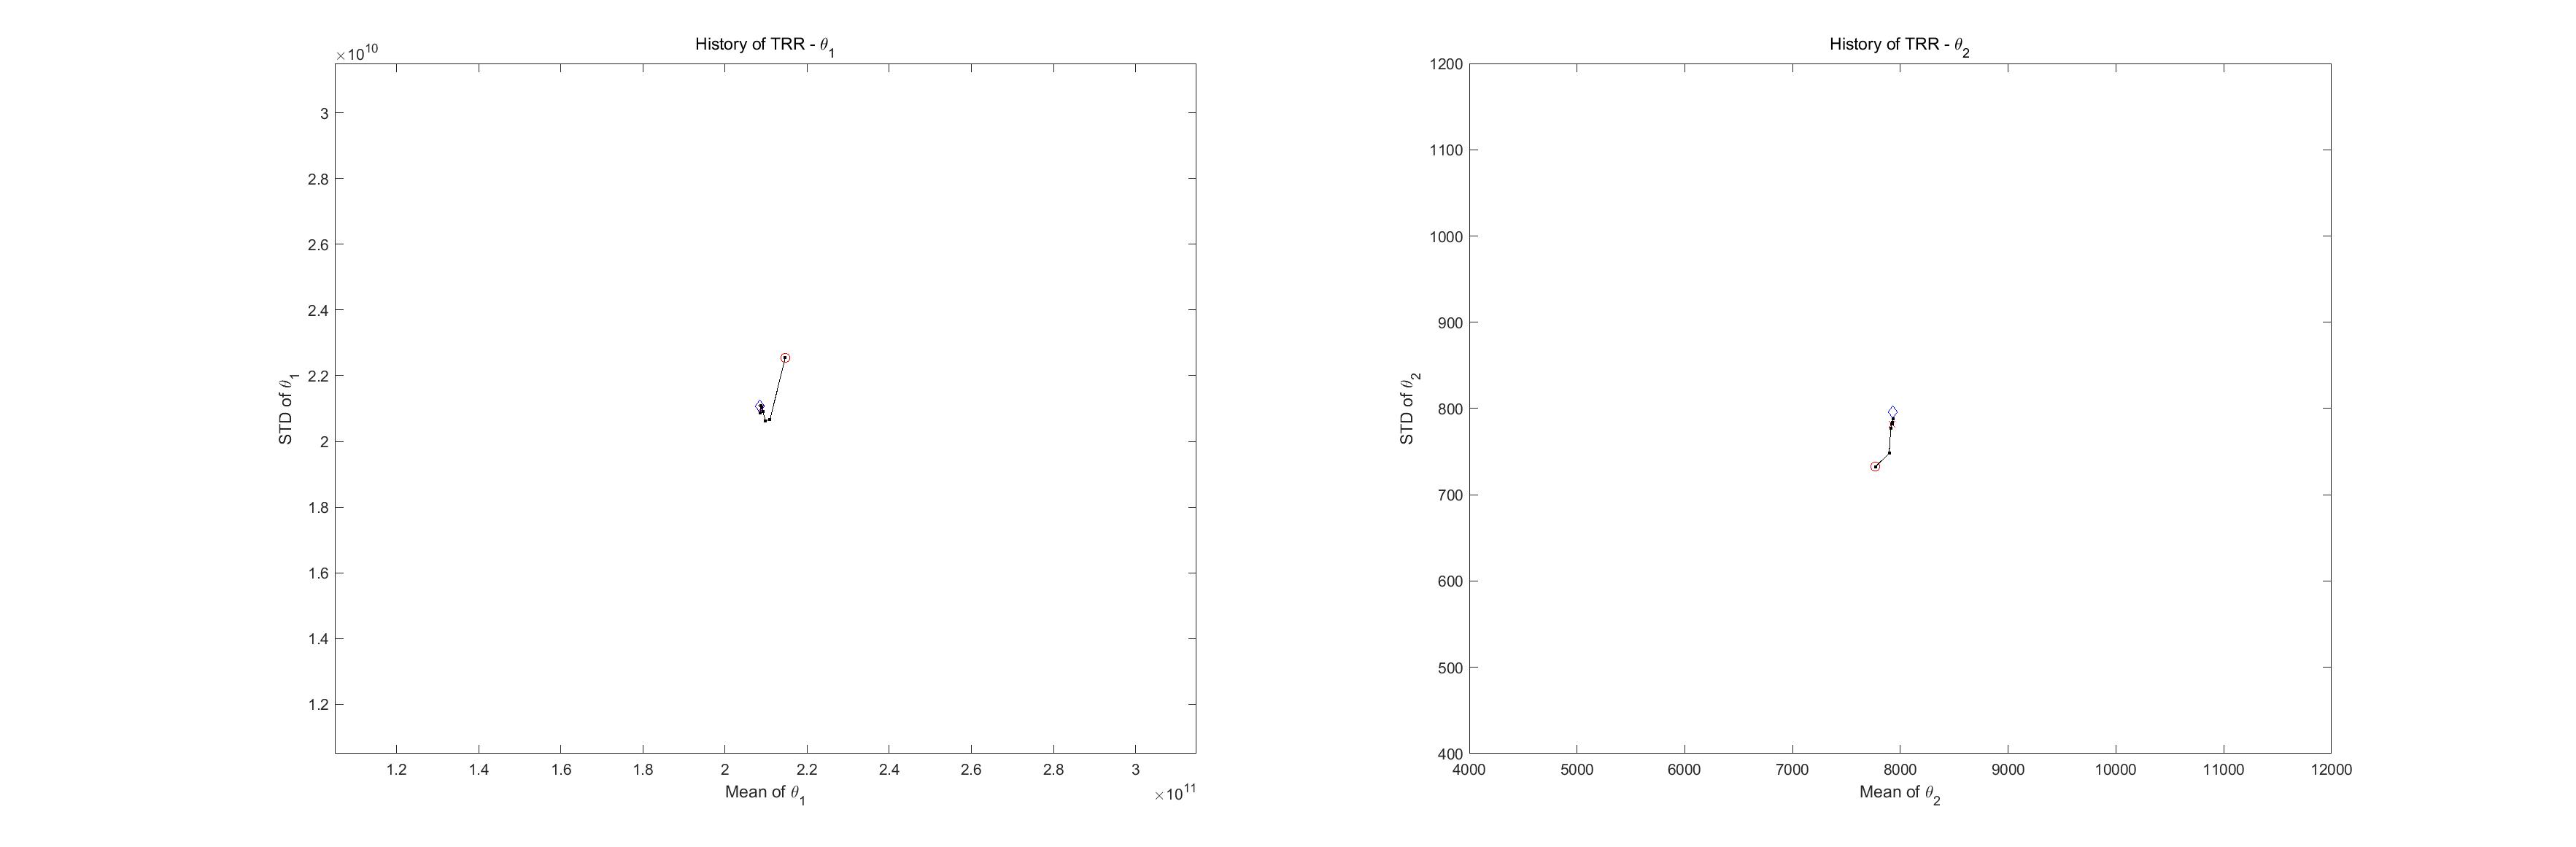 History of TRR - θ1
×10^10
3
2.8
2.6
2.4
2.2
2
1.8
1.6
1.4
1.2
STD of θ1
1.2 1.4 1.6 1.8 2 2.2 2.4 2.6 2.8 3
Mean of θ1
×10^11
History of TRR - θ2
1200
1100
1000
900
800
700
600
500
400
STD of θ2
4000 5000 6000 7000 8000 9000 10000 11000 12000
Mean of θ2